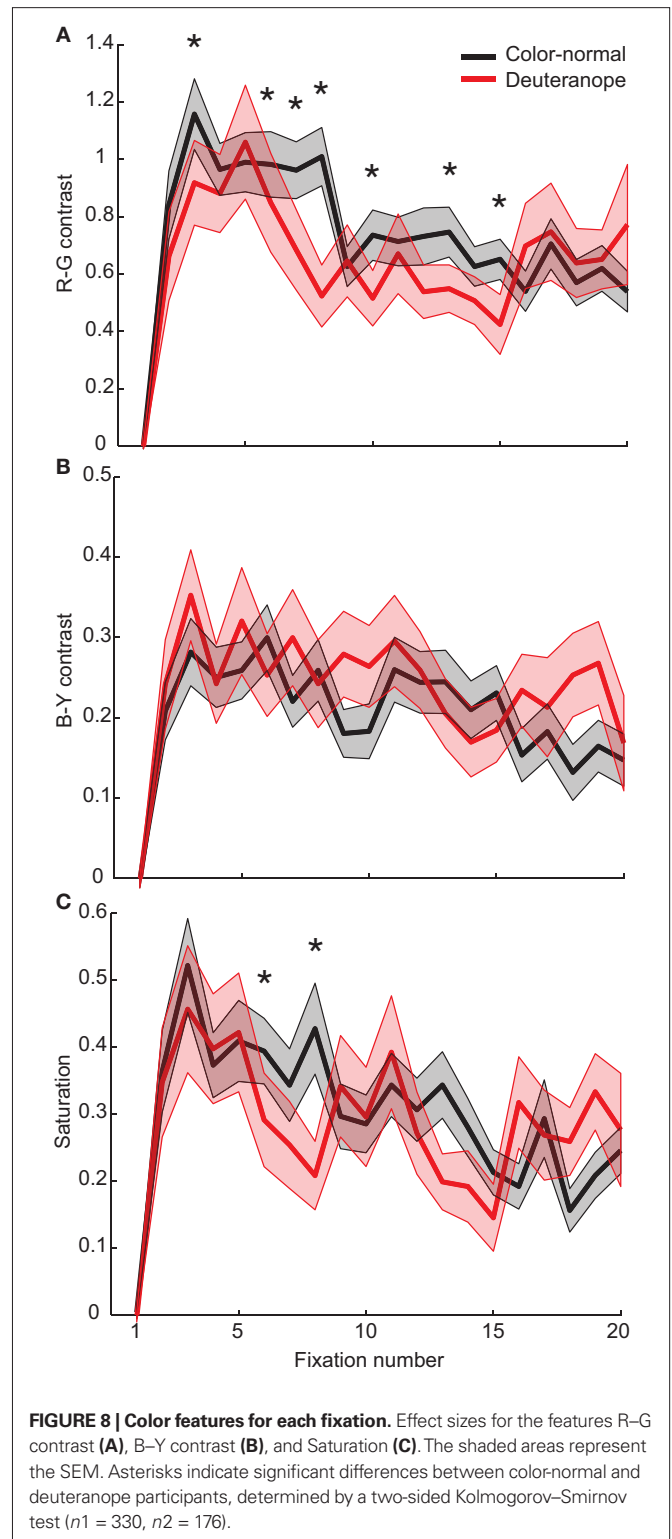 A
1.4
1.2
1
0.8
0.6
0.4
0.2
0
R-G contrast
* * * * * * *
Color-normal
Deuteranope
B
0.5
0.4
0.3
0.2
0.1
0
B-Y contrast
C
0.6
0.5
0.4
0.3
0.2
0.1
0
Saturation
* *
1 5 10 15 20
Fixation number
FIGURE 8 | Color features for each fixation. Effect sizes for the features R–G
contrast (A), B–Y contrast (B), and Saturation (C). The shaded areas represent
the SEM. Asterisks indicate significant differences between color-normal and
deuteranope participants, determined by a two-sided Kolmogorov–Smirnov
test (n1 = 330, n2 = 176).